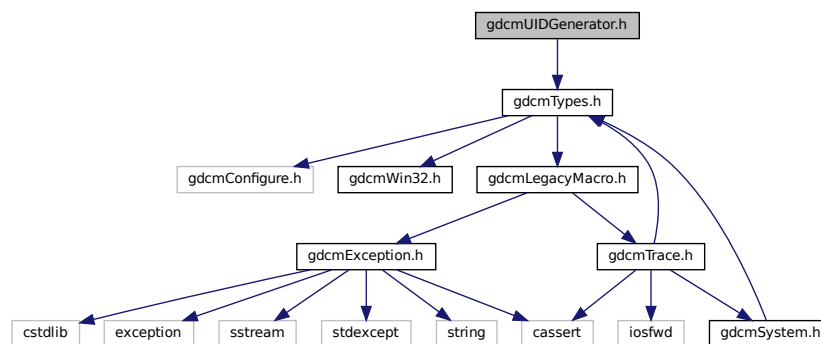 gdcmUIDGenerator.h
gdcmTypes.h
gdcmConfigure.h
gdcmWin32.h
gdcmLegacyMacro.h
gdcmException.h
gdcmTrace.h
cstdlib
exception
sstream
stdexcept
string
cassert
iosfwd
gdcmSystem.h